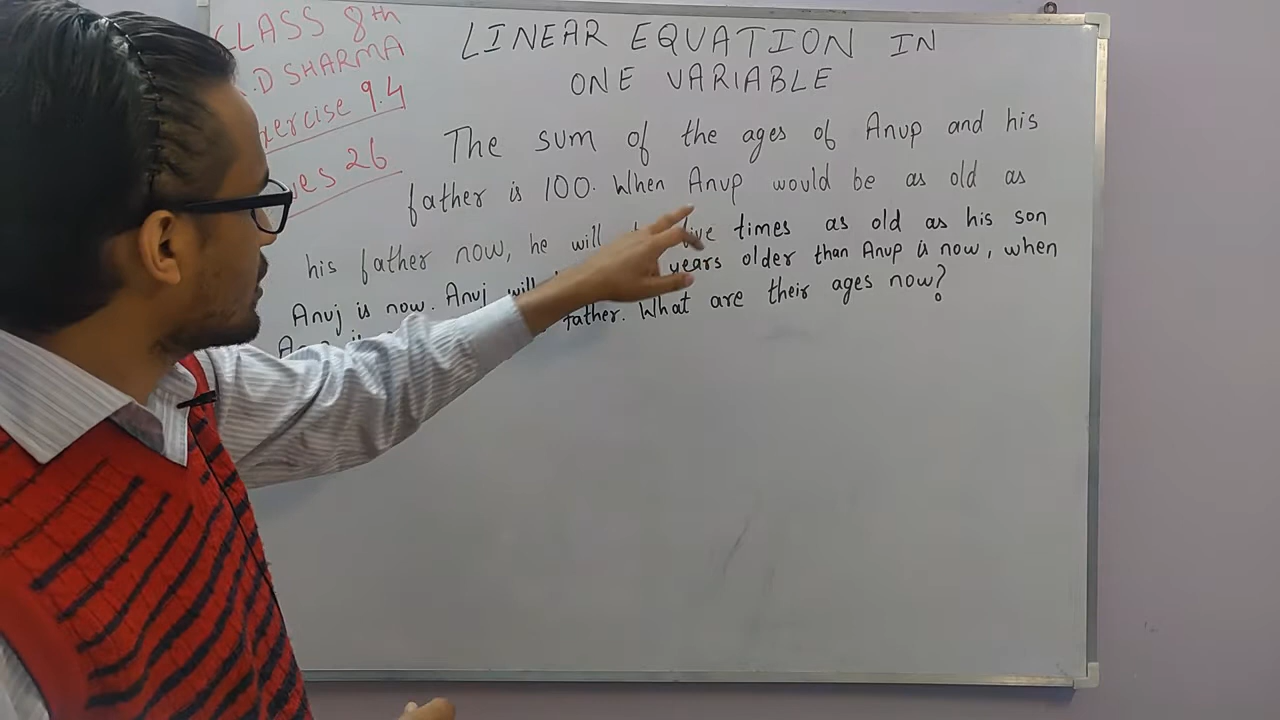 CLASS 8th
.D SHARMA
xercise 9.4
ues 26
LINEAR EQUATION IN
ONE VARIABLE
The sum of the ages of Anup and his
father is 100. When Anup would be as old as
his father now, he will five times as old as his son
Anuj is now. Anuj will years older than Anup is now, when
father. What are their ages now?